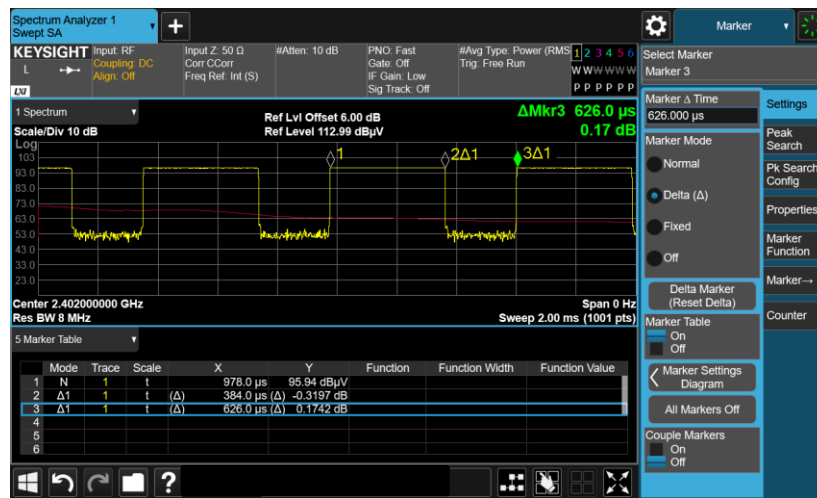 Spectrum Analyzer 1
Swept SA
+
Marker
KEYSIGHT Input: RF Input Z: 50 Ω #Atten: 10 dB PNO: Fast #Avg Type: Power (RMS 1 2 3 4 5 6
L Coupling: DC Corr CCorr Gate: Off Trig: Free Run W W W W W W
Align: Off Freq Ref: Int (S) IF Gain: Low
LXI Sig Track: Off P P P P P P
Select Marker
Marker 3
1 Spectrum
Scale/Div 10 dB
Ref Lvl Offset 6.00 dB
Ref Level 112.99 dBµV
ΔMkr3 626.0 µs
0.17 dB
Log
103
93.0
83.0
73.0
63.0
53.0
43.0
33.0
23.0
1
2Δ1
3Δ1
Center 2.402000000 GHz
Res BW 8 MHz
Span 0 Hz
Sweep 2.00 ms (1001 pts)
5 Marker Table
Mode Trace Scale X Y Function Function Width Function Value
1 N 1 t 978.0 µs 95.94 dBµV
2 Δ1 1 t (Δ) 384.0 µs (Δ) -0.3197 dB
3 Δ1 1 t (Δ) 626.0 µs (Δ) 0.1742 dB
4
5
6
Marker Δ Time
626.000 µs
Marker Mode
Normal
Delta (Δ)
Fixed
Off
Delta Marker
(Reset Delta)
Marker Table
On
Off
Marker Settings
Diagram
All Markers Off
Couple Markers
On
Off
Settings
Peak
Search
Pk Search
Config
Properties
Marker
Function
Marker→
Counter
?